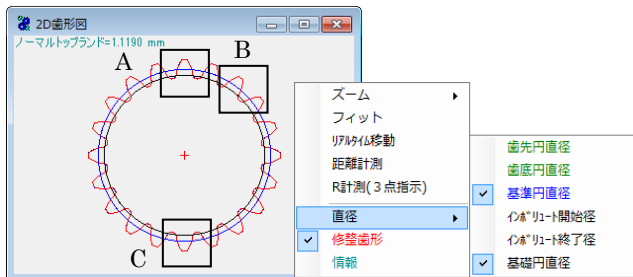 2D歯形図
ノーマルトップランド=1.1190 mm
A
B
C
ズーム
フィット
ﾘｱﾙﾀｲﾑ移動
距離計測
R計測(３点指示)
直径
修整歯形
情報
歯先円直径
歯底円直径
基準円直径
ｲﾝﾎﾞﾘｭｰﾄ開始径
ｲﾝﾎﾞﾘｭｰﾄ終了径
基礎円直径